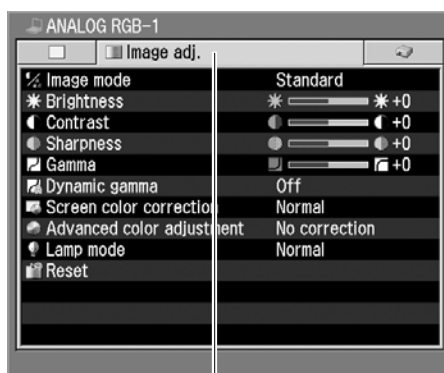 ANALOG RGB-1
Image adj.
Image mode Standard
Brightness +0
Contrast +0
Sharpness +0
Gamma +0
Dynamic gamma Off
Screen color correction Normal
Advanced color adjustment No correction
Lamp mode Normal
Reset